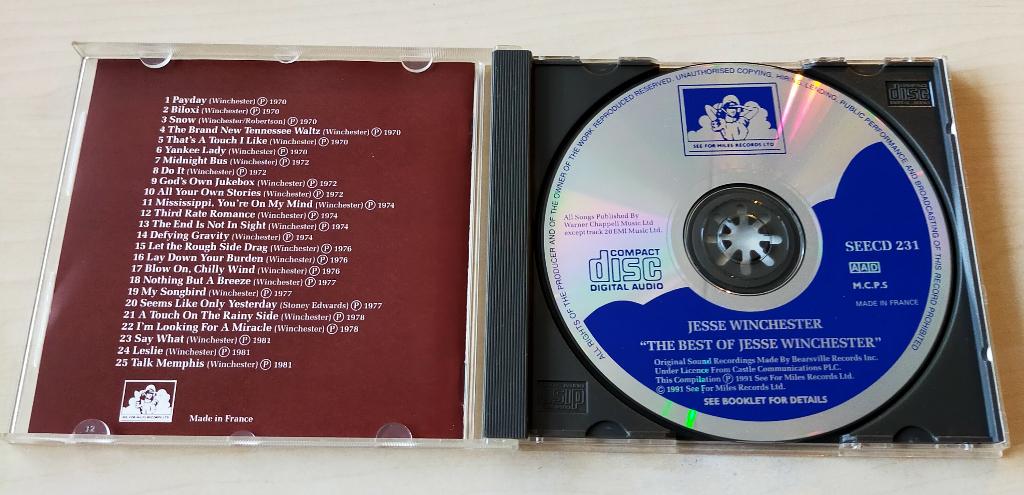 1 Payday (Winchester) Ⓟ 1970
2 Biloxi (Winchester) Ⓟ 1970
3 Snow (Winchester/Robertson) Ⓟ 1970
4 The Brand New Tennessee Waltz (Winchester) Ⓟ 1970
5 That's A Touch I Like (Winchester) Ⓟ 1970
6 Yankee Lady (Winchester) Ⓟ 1970
7 Midnight Bus (Winchester) Ⓟ 1972
8 Do It (Winchester) Ⓟ 1972
9 God's Own Jukebox (Winchester) Ⓟ 1972
10 All Your Own Stories (Winchester) Ⓟ 1972
11 Mississippi, You're On My Mind (Winchester) Ⓟ 1974
12 Third Rate Romance (Winchester) Ⓟ 1974
13 The End Is Not In Sight (Winchester) Ⓟ 1974
14 Defying Gravity (Winchester) Ⓟ 1974
15 Let the Rough Side Drag (Winchester) Ⓟ 1976
16 Lay Down Your Burden (Winchester) Ⓟ 1976
17 Blow On, Chilly Wind (Winchester) Ⓟ 1976
18 Nothing But A Breeze (Winchester) Ⓟ 1977
19 My Songbird (Winchester) Ⓟ 1977
20 Seems Like Only Yesterday (Stoney Edwards) Ⓟ 1977
21 A Touch On The Rainy Side (Winchester) Ⓟ 1978
22 I'm Looking For A Miracle (Winchester) Ⓟ 1978
23 Say What (Winchester) Ⓟ 1981
24 Leslie (Winchester) Ⓟ 1981
25 Talk Memphis (Winchester) Ⓟ 1981
SEE FOR MILES RECORDS LTD
Made in France
12
ALL RIGHTS OF THE PRODUCER AND OF THE OWNER OF THE WORK REPRODUCED RESERVED. UNAUTHORISED COPYING, HIRING, LENDING, PUBLIC PERFORMANCE AND BROADCASTING OF THIS RECORD PROHIBITED
SEE FOR MILES RECORDS LTD
All Songs Published By
Warner Chappell Music Ltd
except track 20 EMI Music Ltd.
COMPACT
disc
DIGITAL AUDIO
SEECD 231
AAD
M.C.P.S
MADE IN FRANCE
JESSE WINCHESTER
"THE BEST OF JESSE WINCHESTER"
Original Sound Recordings Made By Bearsville Records Inc.
Under Licence From Castle Communications PLC.
This Compilation Ⓟ 1991 See For Miles Records Ltd.
© 1991 See For Miles Records Ltd.
SEE BOOKLET FOR DETAILS
disc